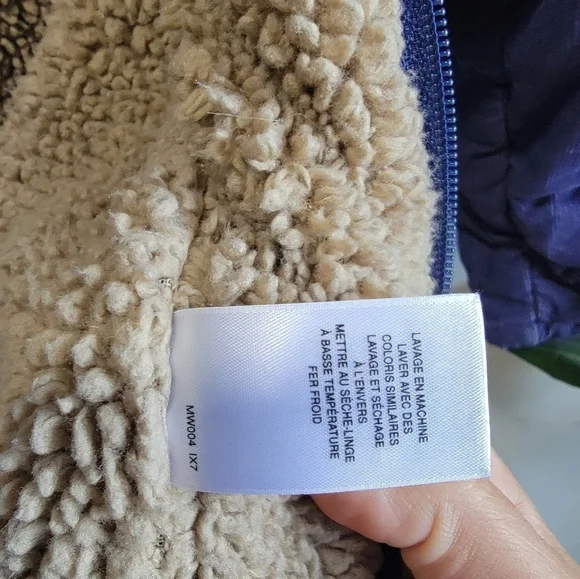 LAVAGE EN MACHINE
LAVER AVEC DES
COLORIS SIMILAIRES
LAVAGE ET SÉCHAGE
À L'ENVERS
METTRE AU SÈCHE-LINGE
À BASSE TEMPÉRATURE
FER FROID
MW004 IX7